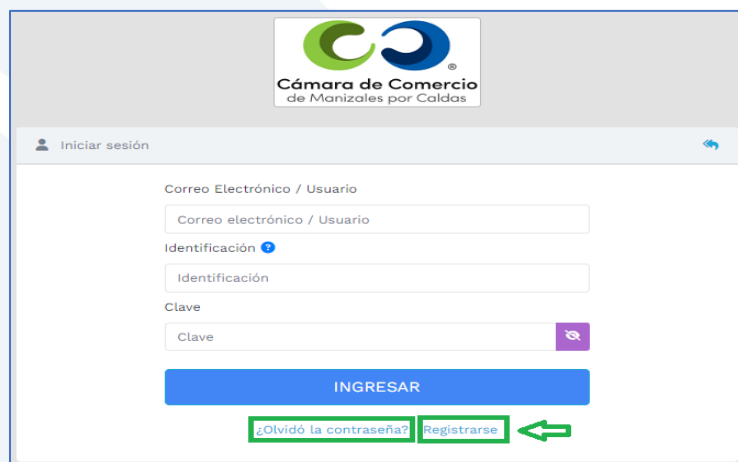 ®
Cámara de Comercio
de Manizales por Caldas
Iniciar sesión
Correo Electrónico / Usuario
Correo electrónico / Usuario
Identificación ?
Identificación
Clave
Clave
INGRESAR
¿Olvidó la contraseña? Registrarse